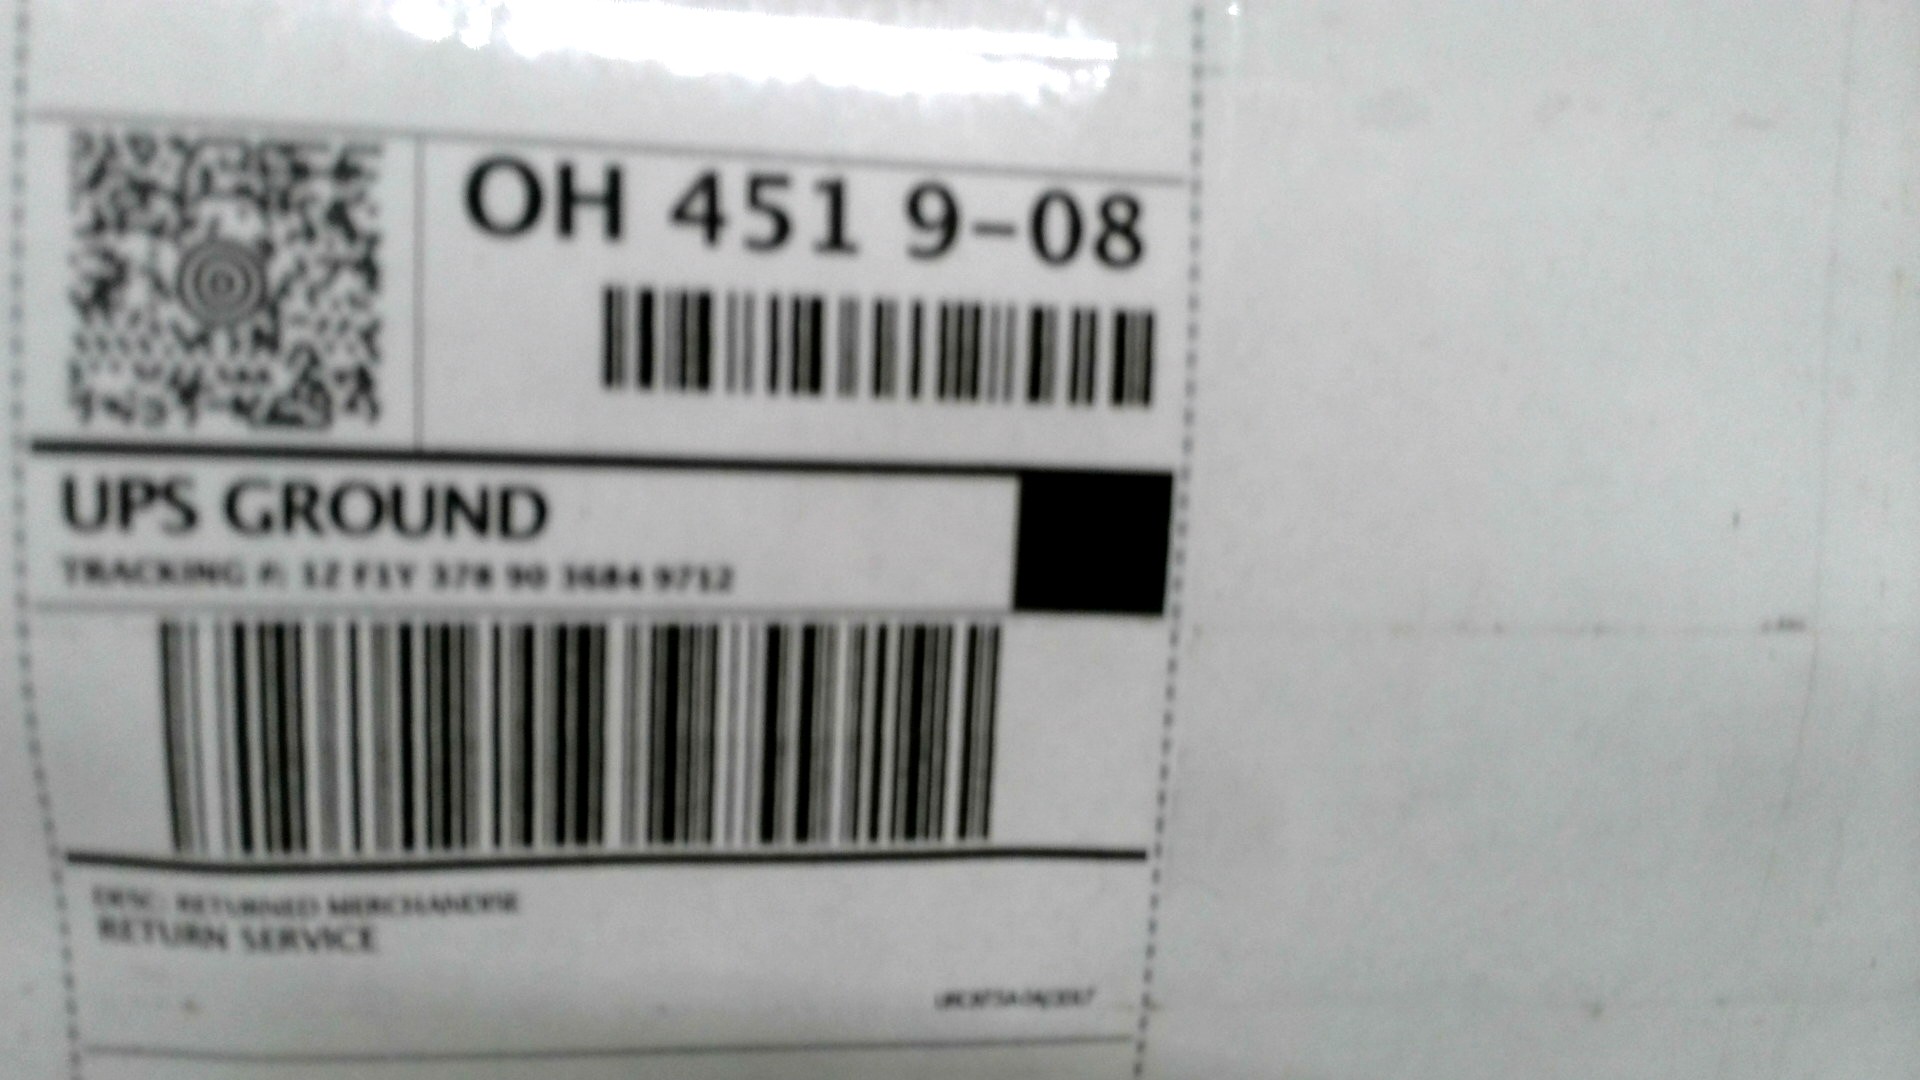 OH 451 9-08
UPS GROUND
TRACKING #: 1Z F1Y 378 90 3684 9712
DESC: RETURNED MERCHANDISE
RETURN SERVICE